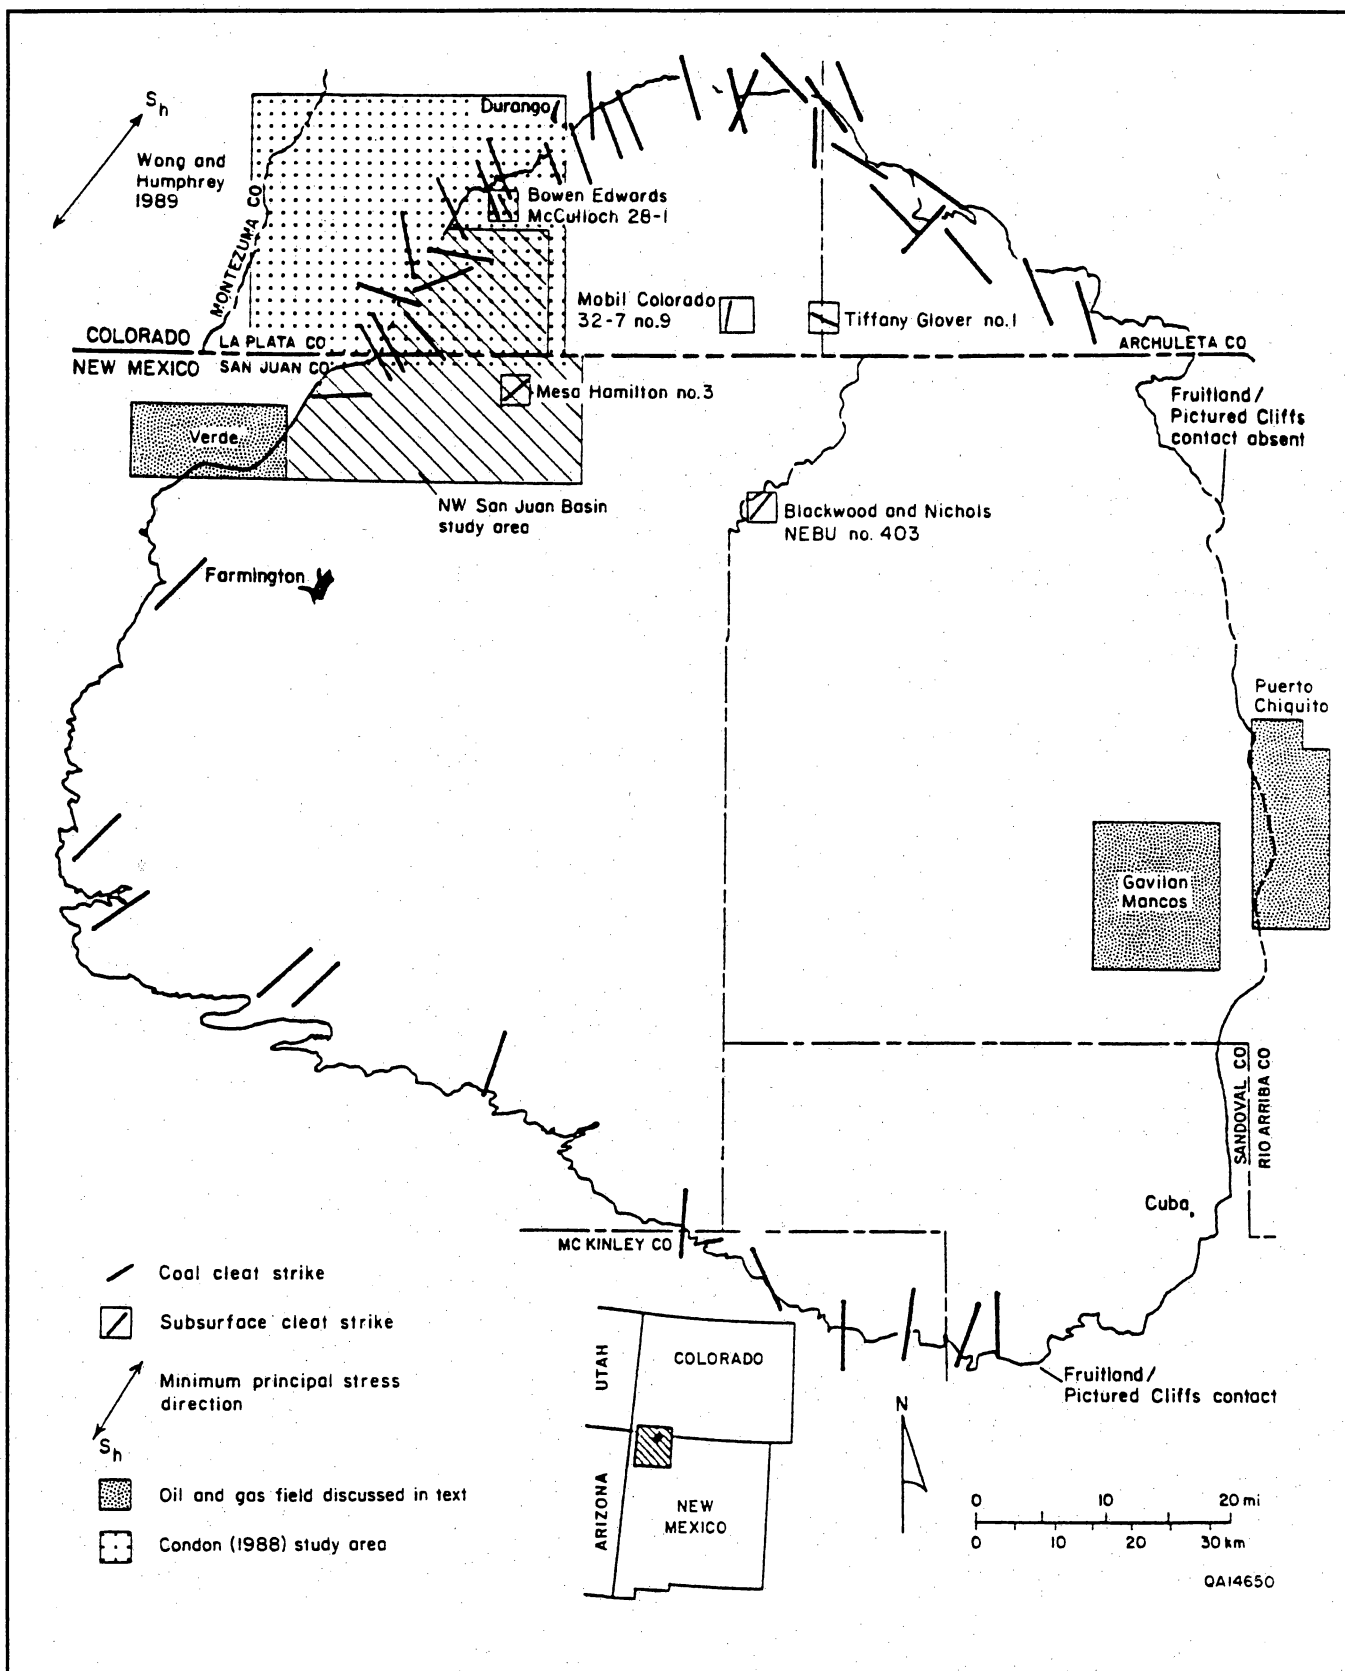 Durango
Sh
Wong and
Humphrey
1989
MONTEZUMA CO
Bowen Edwards
McCulloch 28-1
Mobil Colorado
32-7 no.9
Tiffany Glover no.1
COLORADO
LA PLATA CO
ARCHULETA CO
NEW MEXICO
SAN JUAN CO
Mesa Hamilton no.3
Fruitland/
Pictured Cliffs
contact absent
Verde
NW San Juan Basin
study area
Blackwood and Nichols
NEBU no. 403
Farmington
Puerto
Chiquito
Gavilan
Mancos
SANDOVAL CO
RIO ARRIBA CO
Cuba
MC KINLEY CO
Coal cleat strike
Subsurface cleat strike
Minimum principal stress
direction
Sh
Oil and gas field discussed in text
Condon (1988) study area
UTAH
COLORADO
ARIZONA
NEW
MEXICO
Fruitland/
Pictured Cliffs contact
N
0 10 20 mi
0 10 20 30 km
QA14650